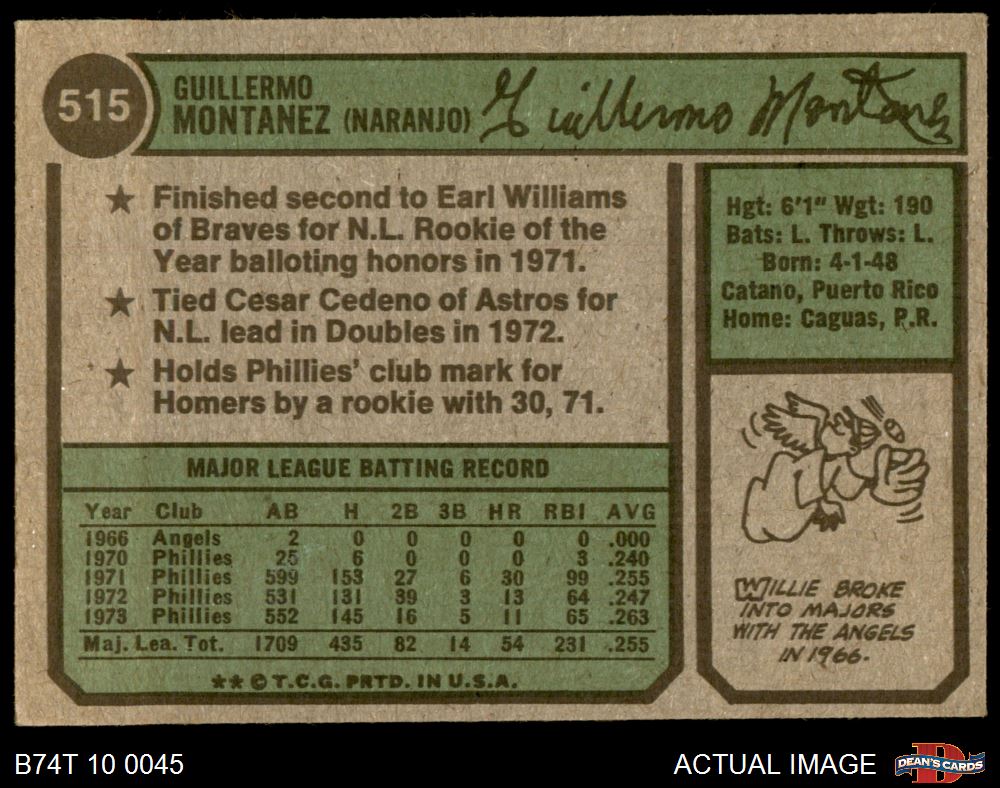 515
GUILLERMO
MONTANEZ (NARANJO)
Guillermo Montanez
★ Finished second to Earl Williams
of Braves for N.L. Rookie of the
Year balloting honors in 1971.
★ Tied Cesar Cedeno of Astros for
N.L. lead in Doubles in 1972.
★ Holds Phillies' club mark for
Homers by a rookie with 30, 71.
Hgt: 6'1" Wgt: 190
Bats: L. Throws: L.
Born: 4-1-48
Catano, Puerto Rico
Home: Caguas, P.R.
MAJOR LEAGUE BATTING RECORD
Year Club AB H 2B 3B HR RBI AVG
1966 Angels 2 0 0 0 0 0 .000
1970 Phillies 25 6 0 0 0 3 .240
1971 Phillies 599 153 27 6 30 99 .255
1972 Phillies 531 131 39 3 13 64 .247
1973 Phillies 552 145 16 5 11 65 .263
Maj. Lea. Tot. 1709 435 82 14 54 231 .255
★★ © T.C.G. PRTD. IN U.S.A.
WILLIE BROKE
INTO MAJORS
WITH THE ANGELS
IN 1966.
B74T 10 0045
ACTUAL IMAGE
DEAN'S CARDS